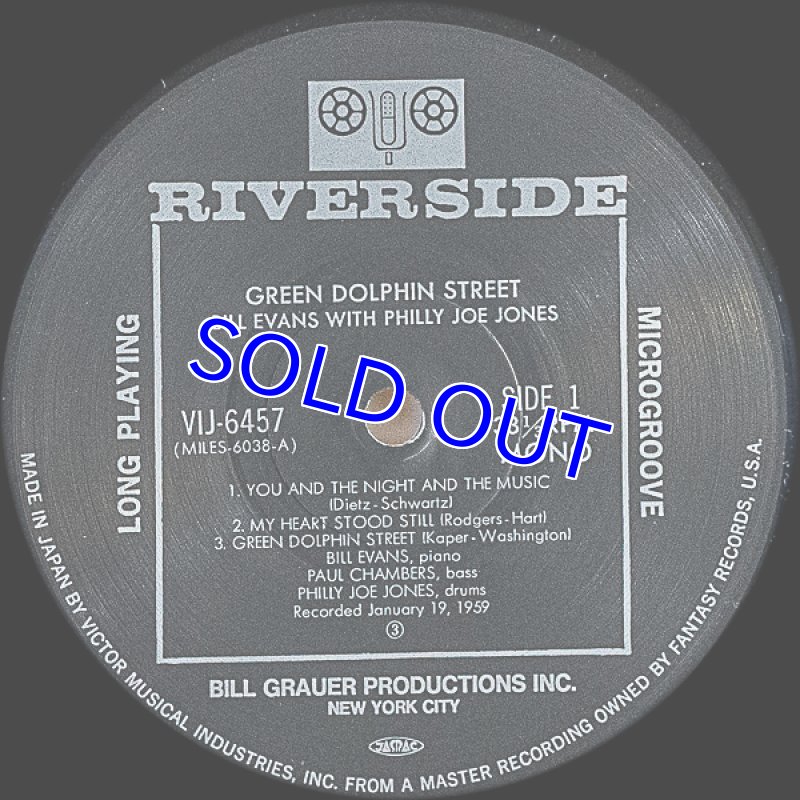 RIVERSIDE
GREEN DOLPHIN STREET
EVANS WITH PHILLY JOE JONES
SOLD OUT
LONG PLAYING
MICROGROOVE
VIJ-6457
(MILES-6038-A)
SIDE 1
1. YOU AND THE NIGHT AND THE MUSIC
(Dietz-Schwartz)
2. MY HEART STOOD STILL (Rodgers-Hart)
3. GREEN DOLPHIN STREET (Kaper-Washington)
BILL EVANS, piano
PAUL CHAMBERS, bass
PHILLY JOE JONES, drums
Recorded January 19, 1959
③
BILL GRAUER PRODUCTIONS INC.
NEW YORK CITY
JASRAC
MADE IN JAPAN BY VICTOR MUSICAL INDUSTRIES, INC. FROM A MASTER RECORDING OWNED BY FANTASY RECORDS, U.S.A.